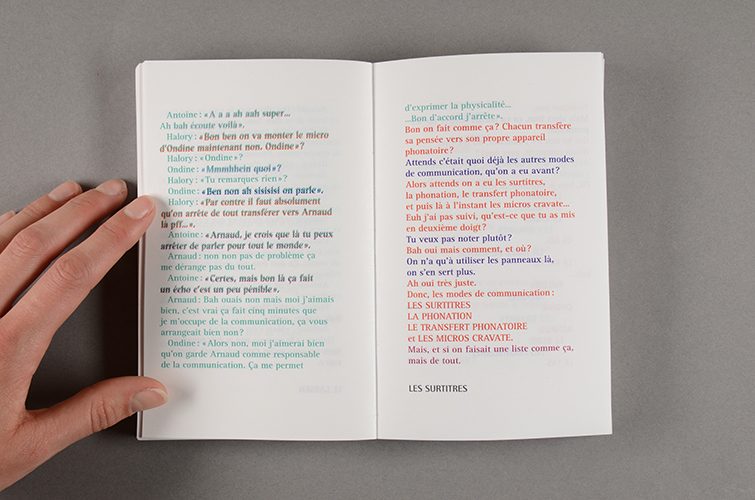 Antoine : « A a a ah aah super...
Ah bah écoute voilà ».
Halory : « Bon ben on va monter le micro
d'Ondine maintenant non. Ondine » ?
Halory : « Ondine » ?
Ondine : « Mmmhhein quoi » ?
Halory : « Tu remarques rien » ?
Ondine : « Ben non ah sisisisi on parle ».
Halory : « Par contre il faut absolument
qu'on arrête de tout transférer vers Arnaud
là pff... ».
Antoine : « Arnaud, je crois que là tu peux
arrêter de parler pour tout le monde ».
Arnaud : non non pas de problème ça
me dérange pas du tout.
Antoine : « Certes, mais bon là ça fait
un écho c'est un peu pénible ».
Arnaud : Bah ouais non mais moi j'aimais
bien, c'est vrai ça fait cinq minutes que
je m'occupe de la communication, ça vous
arrangeait bien non ?
Ondine : « Alors non, moi j'aimerai bien
qu'on garde Arnaud comme responsable
de la communication. Ça me permet
d'exprimer la physicalité...
...Bon d'accord j'arrête ».
Bon on fait comme ça ? Chacun transfère
sa pensée vers son propre appareil
phonatoire ?
Attends c'était quoi déjà les autres modes
de communication, qu'on a eu avant ?
Alors attends on a eu les surtitres,
la phonation, le transfert phonatoire,
et puis là à l'instant les micros cravate...
Euh j'ai pas suivi, qu'est-ce que tu as mis
en deuxième doigt ?
Tu veux pas noter plutôt ?
Bah oui mais comment, et où ?
On n'a qu'à utiliser les panneaux là,
on s'en sert plus.
Ah oui très juste.
Donc, les modes de communication :
LES SURTITRES
LA PHONATION
LE TRANSFERT PHONATOIRE
et LES MICROS CRAVATE.
Mais, et si on faisait une liste comme ça,
mais de tout.
LES SURTITRES